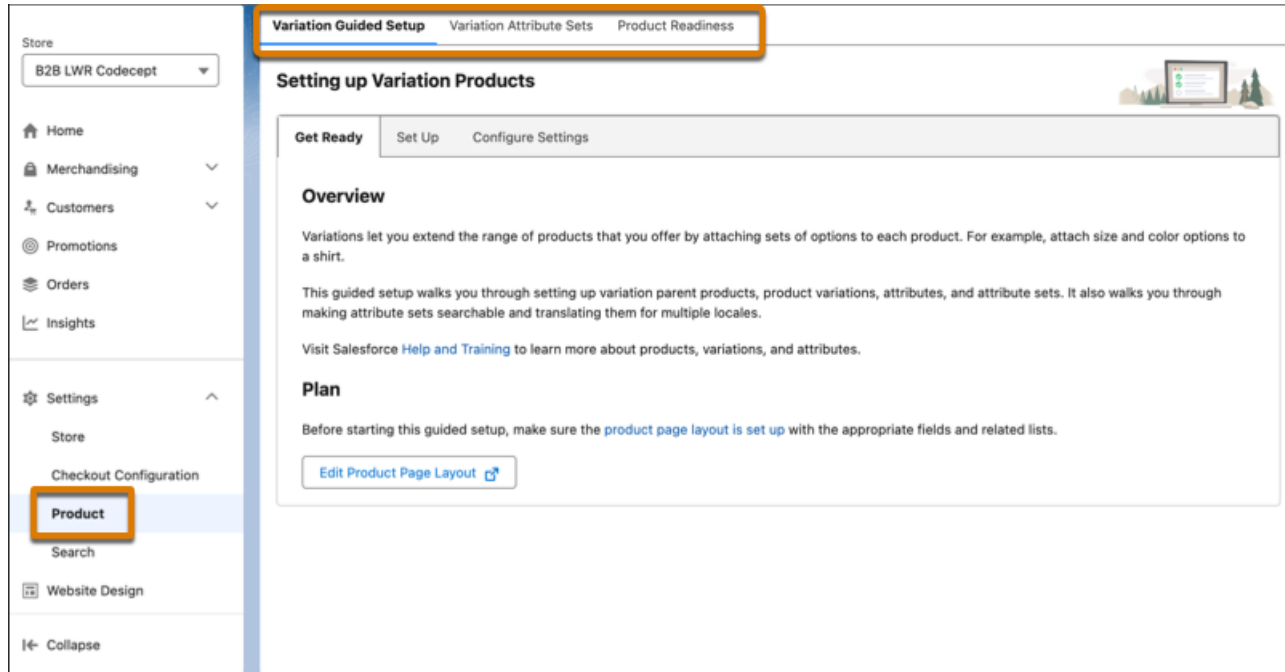 Store
B2B LWR Codecept
Home
Merchandising
Customers
Promotions
Orders
Insights
Settings
Store
Checkout Configuration
Product
Search
Website Design
Collapse
Variation Guided Setup Variation Attribute Sets Product Readiness
Setting up Variation Products
Get Ready Set Up Configure Settings
Overview
Variations let you extend the range of products that you offer by attaching sets of options to each product. For example, attach size and color options to
a shirt.
This guided setup walks you through setting up variation parent products, product variations, attributes, and attribute sets. It also walks you through
making attribute sets searchable and translating them for multiple locales.
Visit Salesforce Help and Training to learn more about products, variations, and attributes.
Plan
Before starting this guided setup, make sure the product page layout is set up with the appropriate fields and related lists.
Edit Product Page Layout